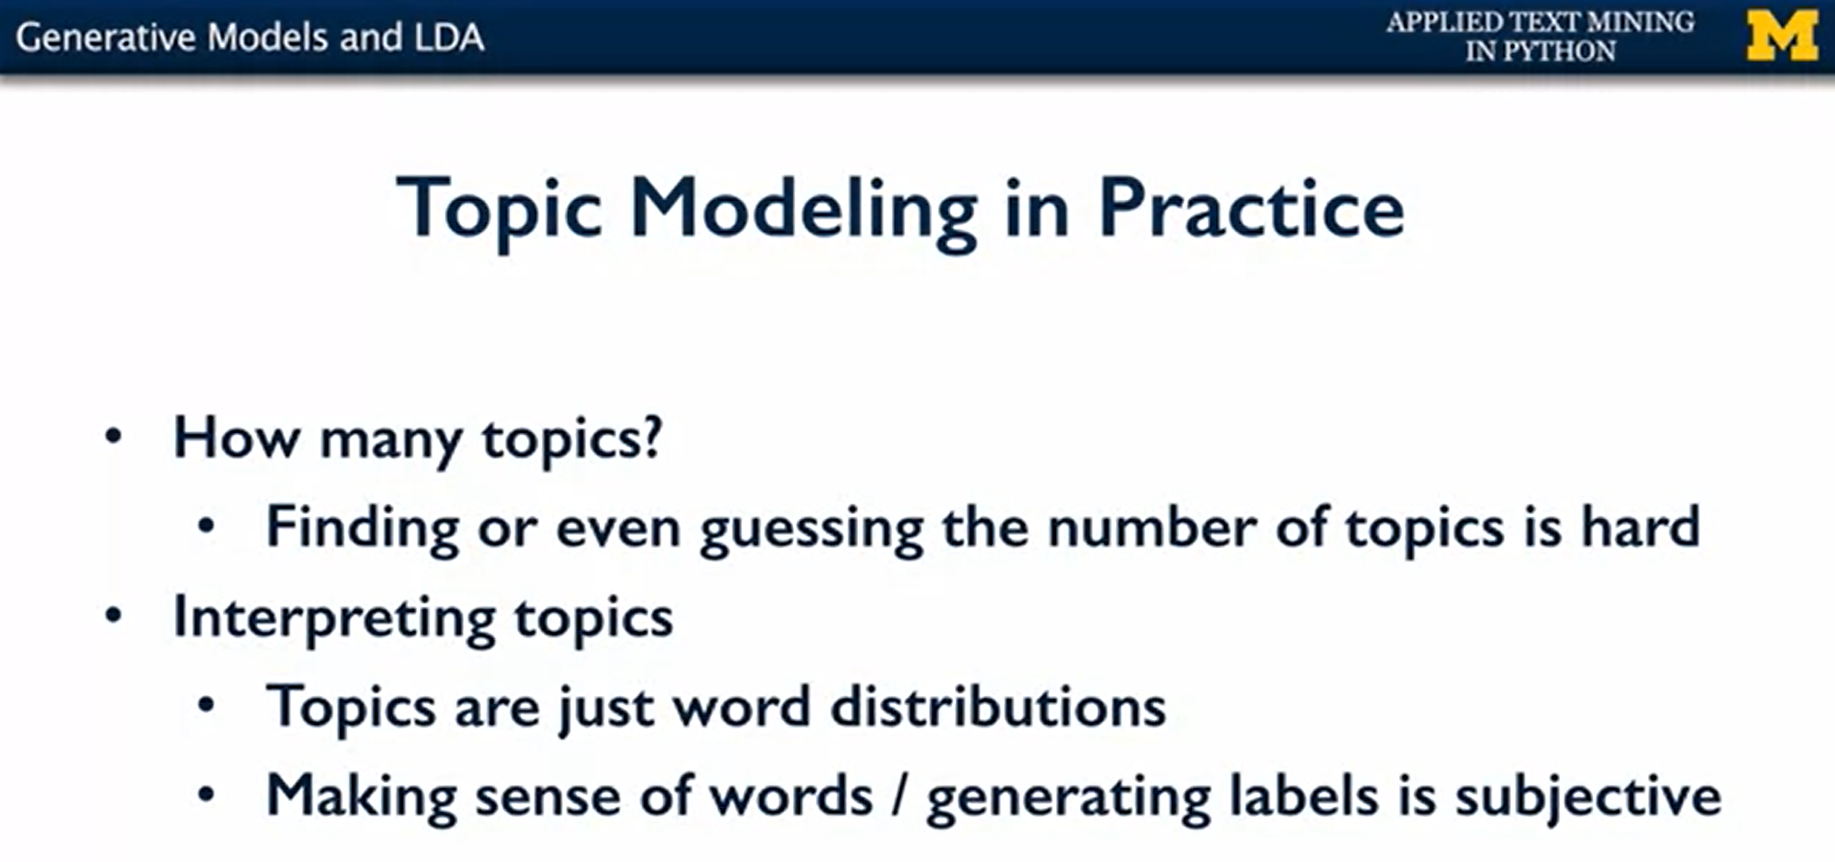 Generative Models and LDA
APPLIED TEXT MINING
IN PYTHON
M
Topic Modeling in Practice
• How many topics?
• Finding or even guessing the number of topics is hard
• Interpreting topics
• Topics are just word distributions
• Making sense of words / generating labels is subjective